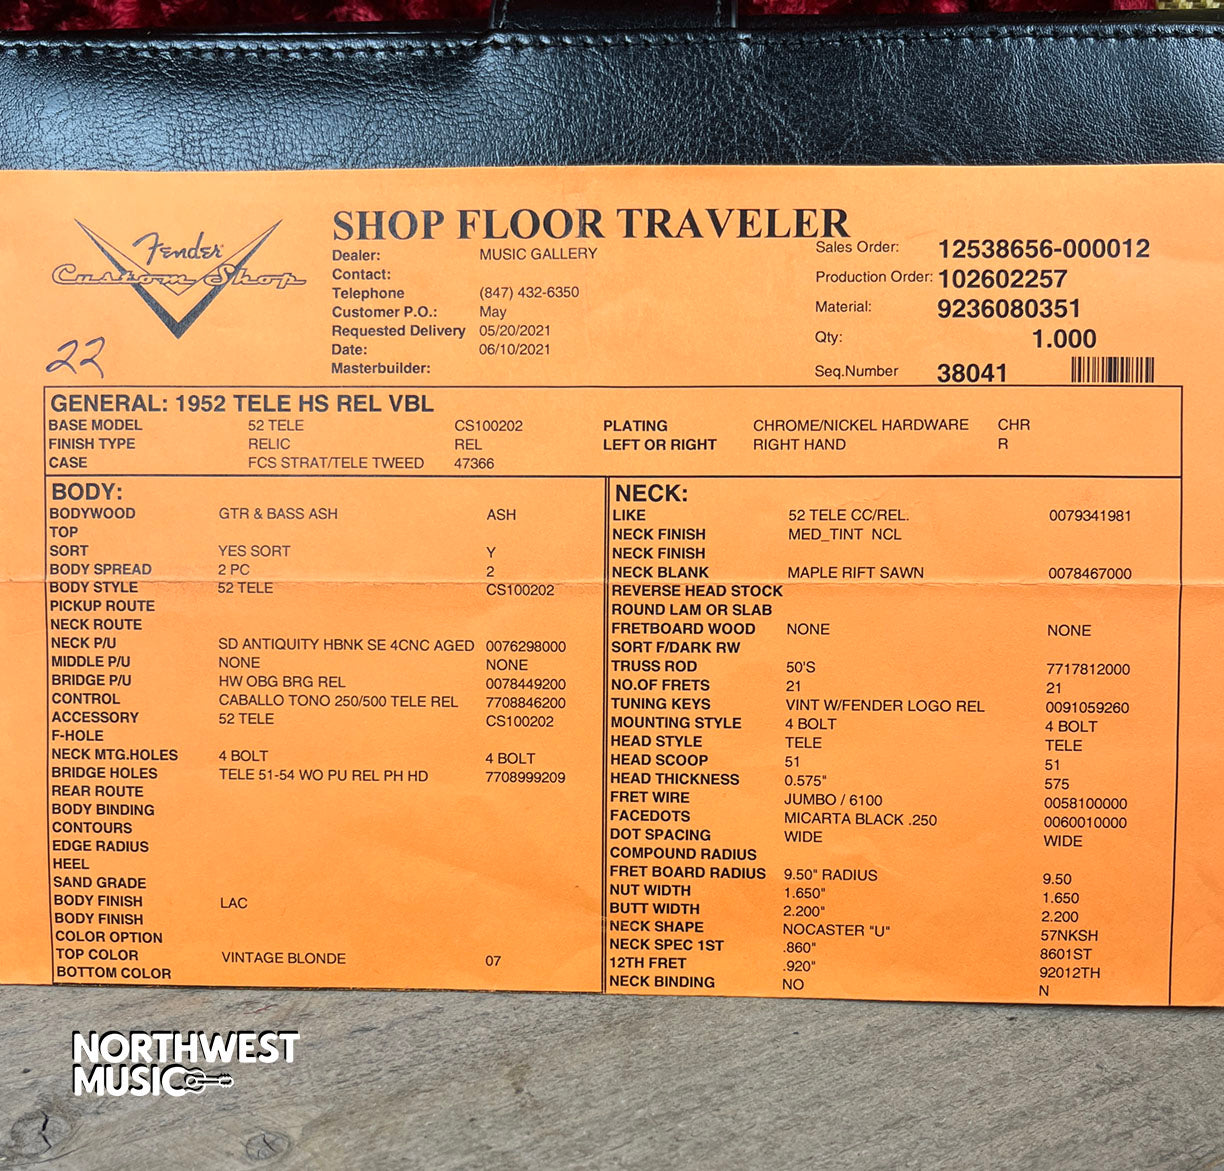 Fender
Custom Shop
22
SHOP FLOOR TRAVELER
Dealer: MUSIC GALLERY
Contact:
Telephone (847) 432-6350
Customer P.O.: May
Requested Delivery 05/20/2021
Date: 06/10/2021
Masterbuilder:
Sales Order: 12538656-000012
Production Order: 102602257
Material: 9236080351
Qty: 1.000
Seq.Number 38041
GENERAL: 1952 TELE HS REL VBL
BASE MODEL 52 TELE CS100202 PLATING CHROME/NICKEL HARDWARE CHR
FINISH TYPE RELIC REL LEFT OR RIGHT RIGHT HAND R
CASE FCS STRAT/TELE TWEED 47366
BODY:
BODYWOOD GTR & BASS ASH ASH
TOP
SORT YES SORT Y
BODY SPREAD 2 PC 2
BODY STYLE 52 TELE CS100202
PICKUP ROUTE
NECK ROUTE
NECK P/U SD ANTIQUITY HBNK SE 4CNC AGED 0076298000
MIDDLE P/U NONE NONE
BRIDGE P/U HW OBG BRG REL 0078449200
CONTROL CABALLO TONO 250/500 TELE REL 7708846200
ACCESSORY 52 TELE CS100202
F-HOLE
NECK MTG.HOLES 4 BOLT 4 BOLT
BRIDGE HOLES TELE 51-54 WO PU REL PH HD 7708999209
REAR ROUTE
BODY BINDING
CONTOURS
EDGE RADIUS
HEEL
SAND GRADE
BODY FINISH LAC
BODY FINISH
COLOR OPTION
TOP COLOR VINTAGE BLONDE 07
BOTTOM COLOR
NECK:
LIKE 52 TELE CC/REL. 0079341981
NECK FINISH MED_TINT NCL
NECK FINISH
NECK BLANK MAPLE RIFT SAWN 0078467000
REVERSE HEAD STOCK
ROUND LAM OR SLAB
FRETBOARD WOOD NONE NONE
SORT F/DARK RW
TRUSS ROD 50'S 7717812000
NO.OF FRETS 21 21
TUNING KEYS VINT W/FENDER LOGO REL 0091059260
MOUNTING STYLE 4 BOLT 4 BOLT
HEAD STYLE TELE TELE
HEAD SCOOP 51 51
HEAD THICKNESS 0.575" 575
FRET WIRE JUMBO / 6100 0058100000
FACEDOTS MICARTA BLACK .250 0060010000
DOT SPACING WIDE WIDE
COMPOUND RADIUS
FRET BOARD RADIUS 9.50" RADIUS 9.50
NUT WIDTH 1.650" 1.650
BUTT WIDTH 2.200" 2.200
NECK SHAPE NOCASTER "U" 57NKSH
NECK SPEC 1ST .860" 8601ST
12TH FRET .920" 92012TH
NECK BINDING NO N
NORTHWEST
MUSIC